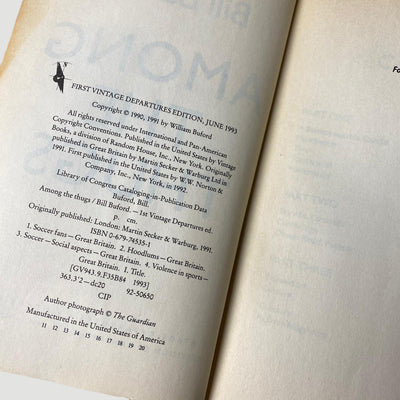 FIRST VINTAGE DEPARTURES EDITION, JUNE 1993
Copyright © 1990, 1991 by William Buford
All rights reserved under International and Pan-American
Copyright Conventions. Published in the United States by Vintage
Books, a division of Random House, Inc., New York. Originally
published in Great Britain by Martin Secker & Warburg Ltd in
1991. First published in the United States by W.W. Norton &
Company, Inc., New York, in 1992.
Library of Congress Cataloging-in-Publication Data
Buford, Bill.
Among the thugs / Bill Buford. — 1st Vintage Departures ed.
p. cm.
Originally published: London: Martin Secker & Warburg, 1991.
ISBN 0-679-74535-1
1. Soccer fans—Great Britain. 2. Hoodlums—Great Britain.
3. Soccer—Social aspects—Great Britain. 4. Violence in sports—
Great Britain. I. Title.
[GV943.9.F35B84 1993]
363.3'2—dc20 92-50650
CIP
Author photograph © The Guardian
Manufactured in the United States of America
11 12 13 14 15 16 17 18 19 20
Fo